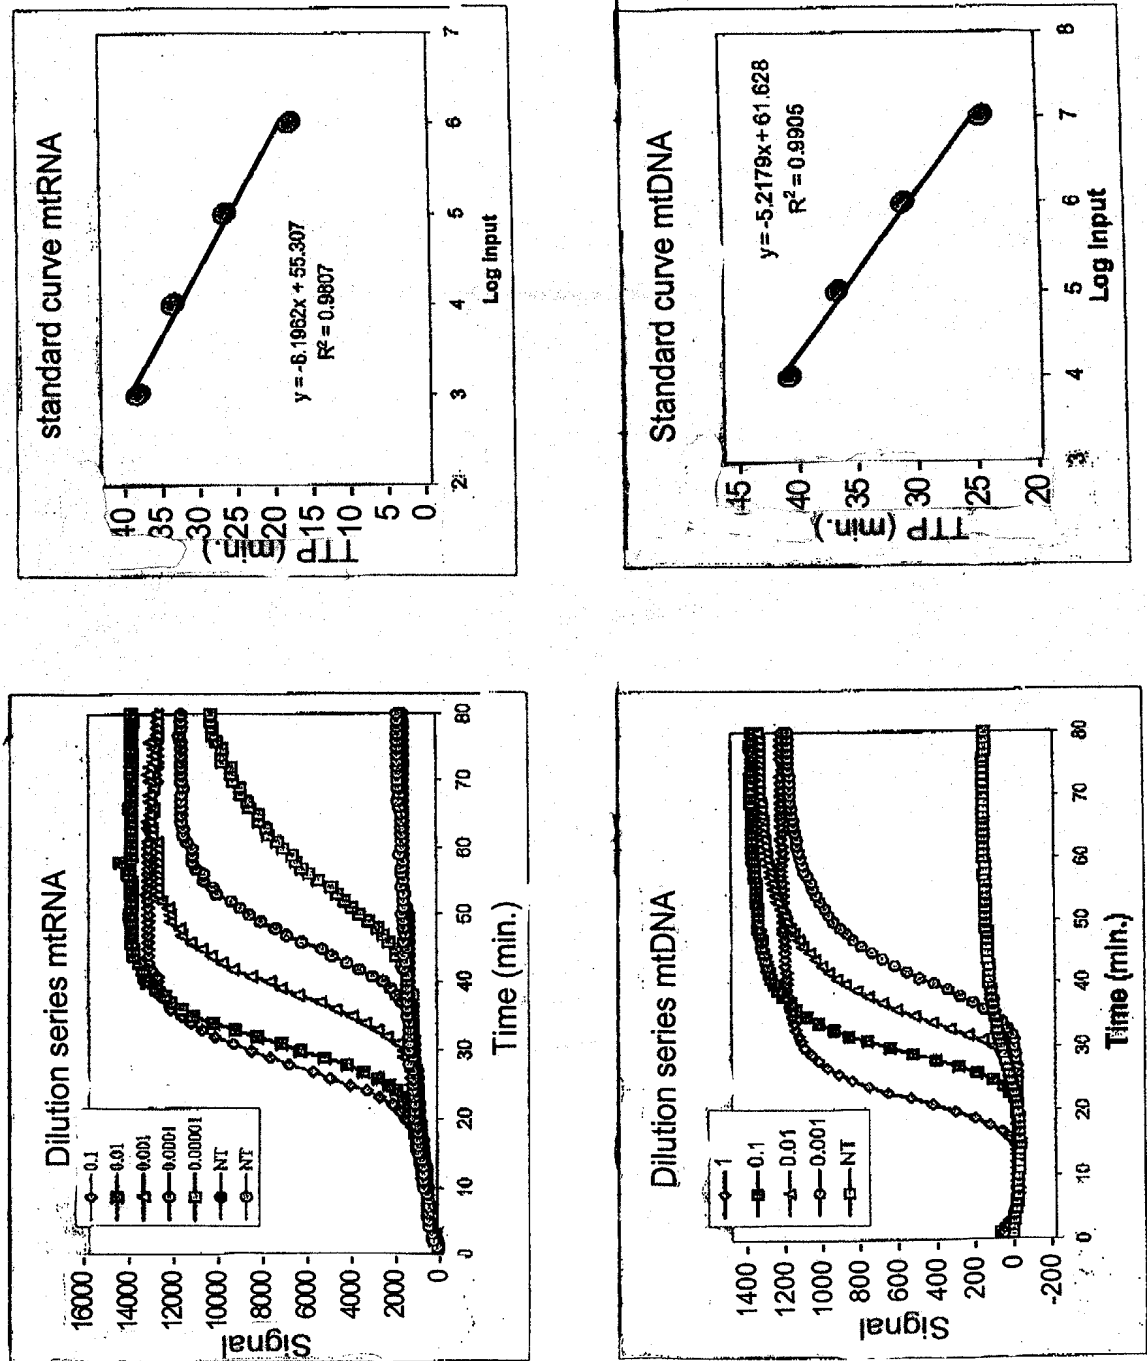 Dilution series mtRNA
16000
14000
12000
10000
8000
6000
4000
2000
0
Signal
0.1
0.01
0.001
0.0001
0.00001
NT
NT
0 10 20 30 40 50 60 70 80
Time (min.)
standard curve mtRNA
40
35
30
25
20
15
10
5
0
TTP (min.)
y = -6.1962x + 55.307
R² = 0.9807
2 3 4 5 6 7
Log Input
Dilution series mtDNA
1400
1200
1000
800
600
400
200
0
-200
Signal
1
0.1
0.01
0.001
NT
0 10 20 30 40 50 60 70 80
Time (min.)
Standard curve mtDNA
45
40
35
30
25
20
TTP (min.)
y = -5.2179x + 61.628
R² = 0.9905
3 4 5 6 7 8
Log Input